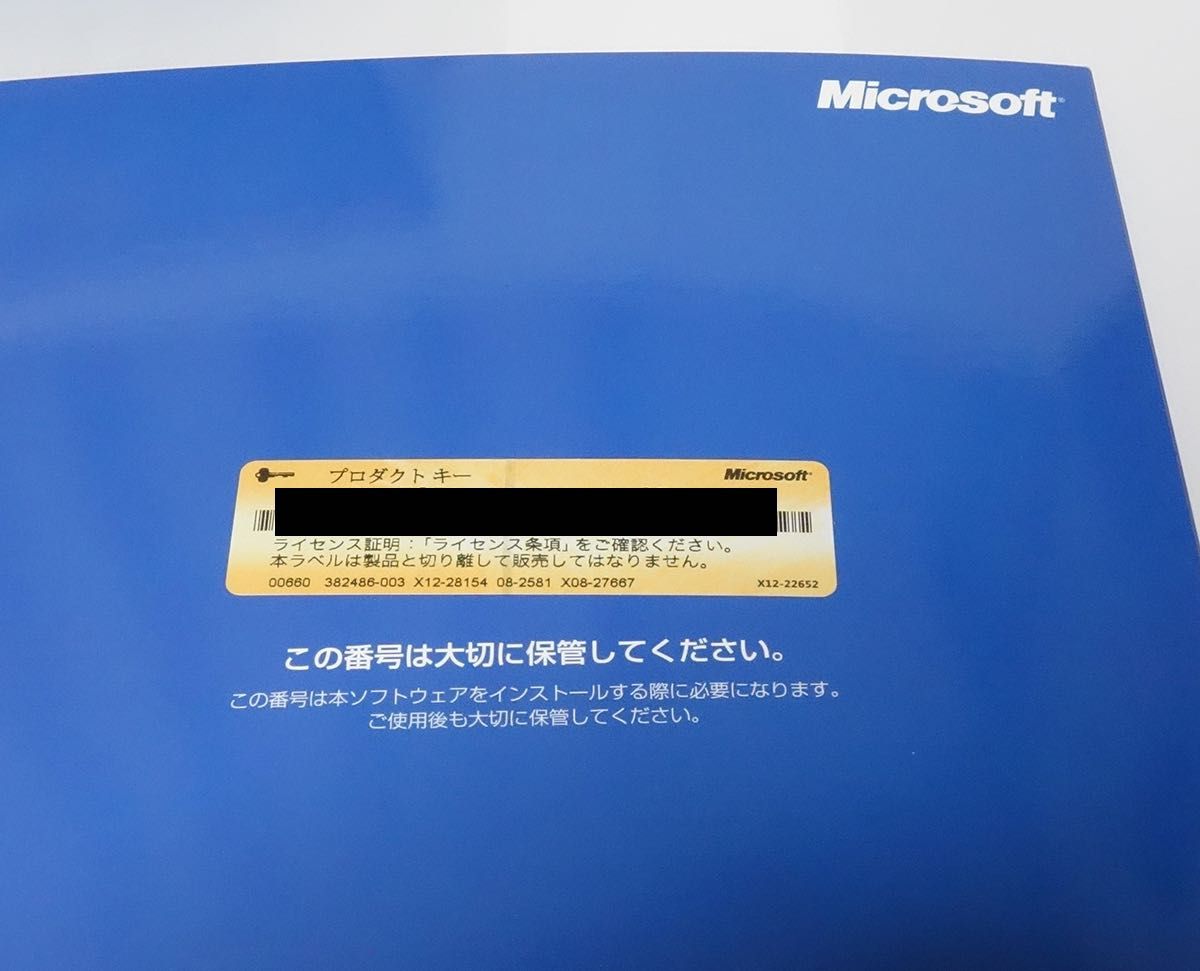 Microsoft
プロダクト キー
Microsoft
ライセンス証明：「ライセンス条項」をご確認ください。
本ラベルは製品と切り離して販売してはなりません。
00660 382486-003 X12-28154 08-2581 X08-27667 X12-22652
この番号は大切に保管してください。
この番号は本ソフトウェアをインストールする際に必要になります。
ご使用後も大切に保管してください。